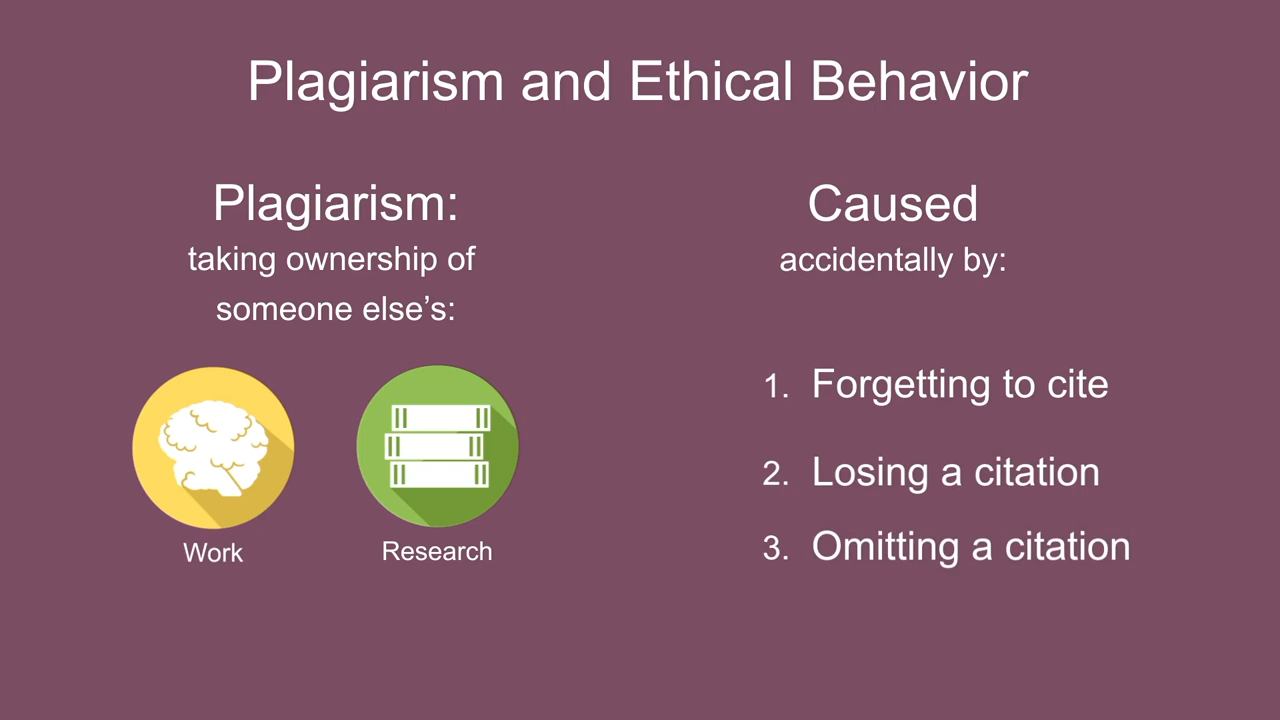 Plagiarism and Ethical Behavior
Plagiarism:
taking ownership of
someone else’s:
Work
Research
Caused
accidentally by:
1. Forgetting to cite
2. Losing a citation
3. Omitting a citation